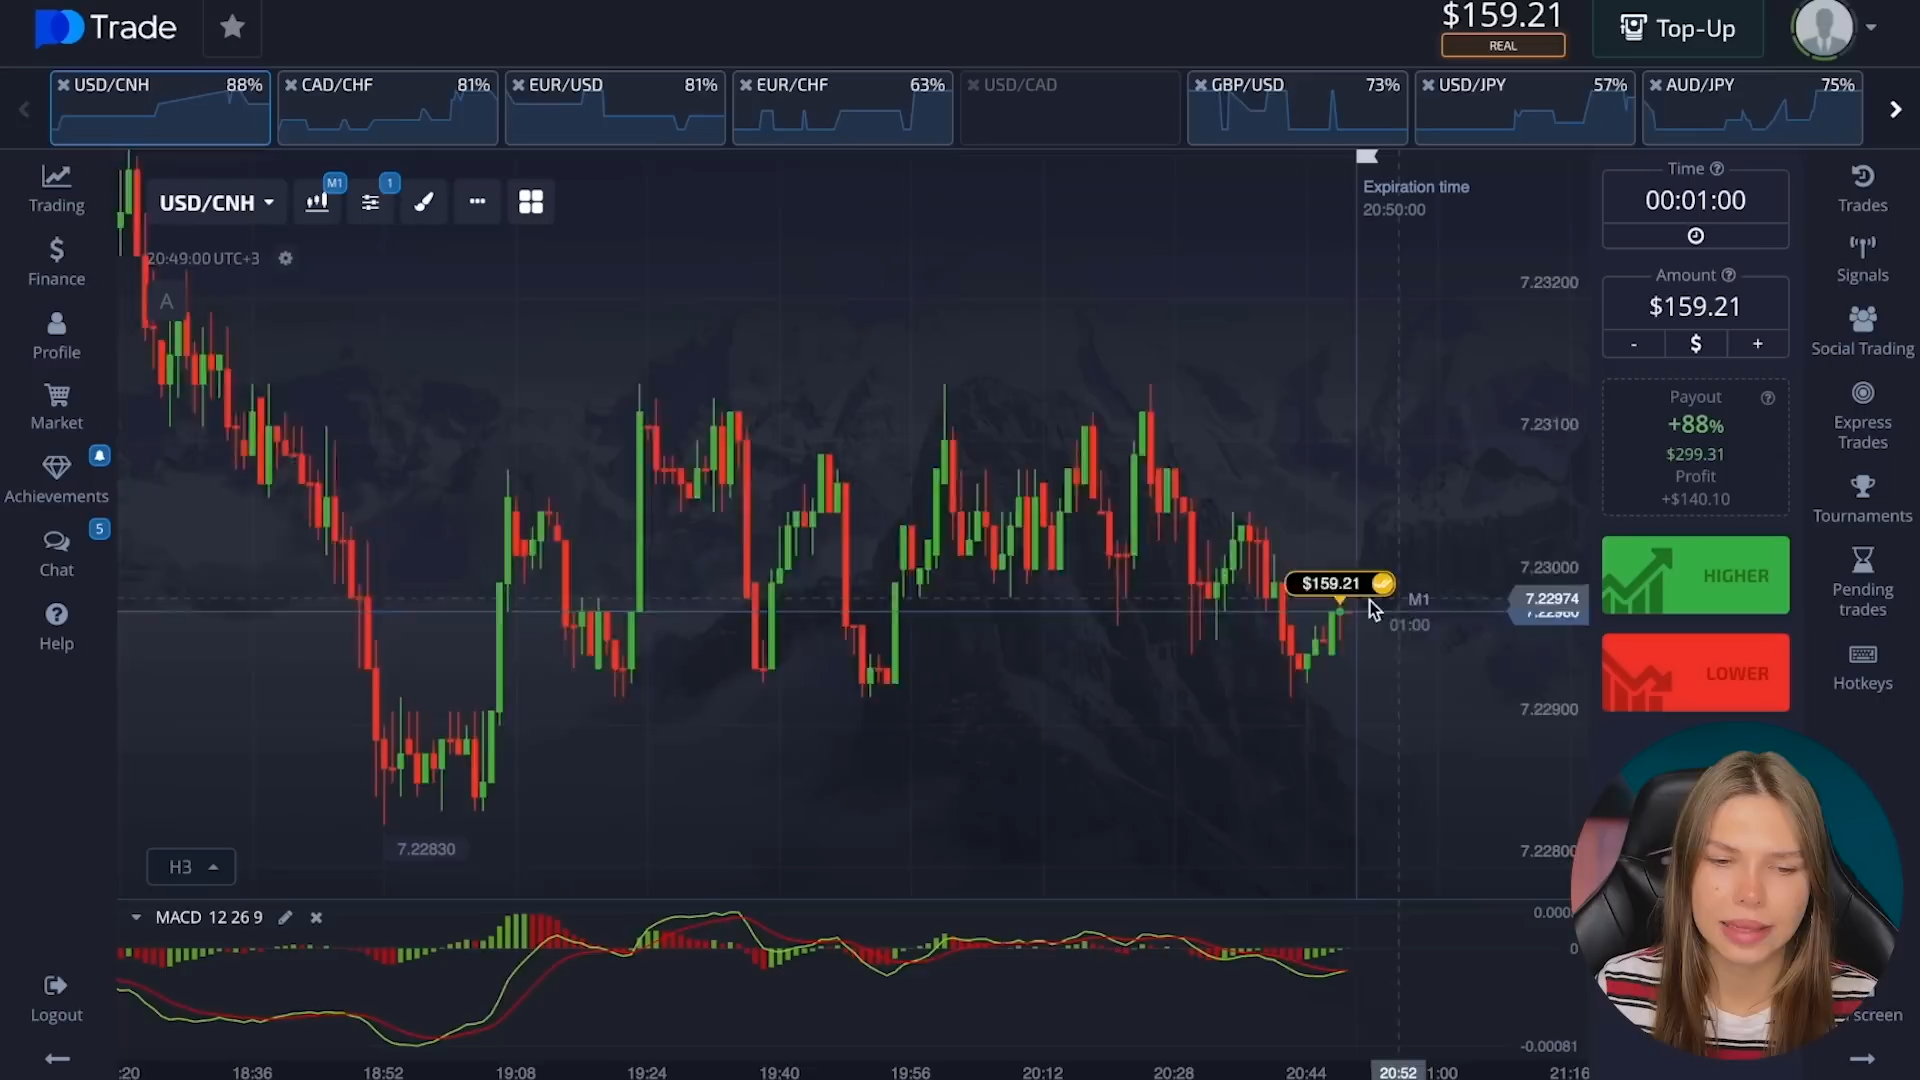 Trade
$159.21
REAL
Top-Up
USD/CNH 88%
CAD/CHF 81%
EUR/USD 81%
EUR/CHF 63%
USD/CAD
GBP/USD 73%
USD/JPY 57%
AUD/JPY 75%
Trading
Finance
Profile
Market
Achievements
5
Chat
Help
Logout
USD/CNH
M1
1
20:49:00 UTC+3
A
Expiration time
20:50:00
7.23200
7.23100
7.23000
7.22974
7.22900
7.22800
$159.21
M1
01:00
7.22830
H3
MACD 12 26 9
0
-0.00081
:20
18:36
18:52
19:08
19:24
19:40
19:56
20:12
20:28
20:44
20:52
1:00
21:16
Time
00:01:00
Amount
$159.21
- $ +
Payout
+88%
$299.31
Profit
+$140.10
HIGHER
LOWER
Trades
Signals
Social Trading
Express
Trades
Tournaments
Pending
trades
Hotkeys
screen